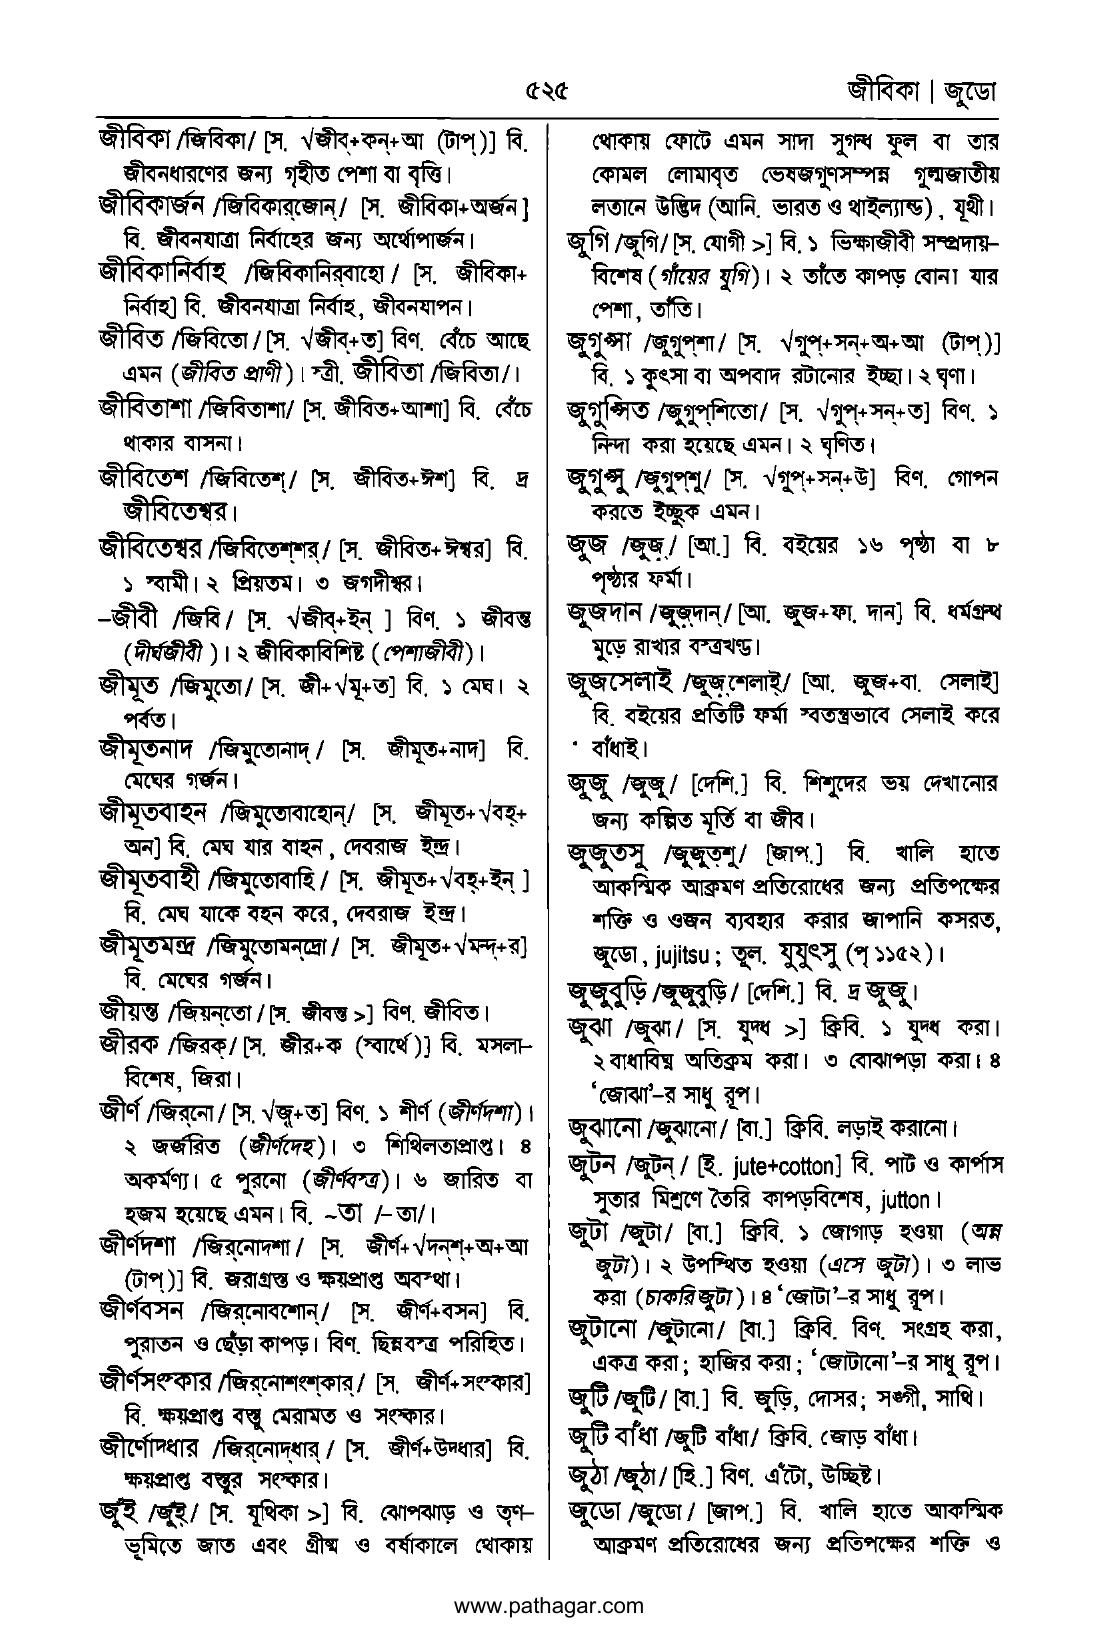 ৫২৫
জীবিকা | জুডো
জীবিকা /জিবিকা/ [স. √জীব্+কন্+আ (টাপ্)] বি.
জীবনধারণের জন্য গৃহীত পেশা বা বৃত্তি।
জীবিকার্জন /জিবিকার্জোন্/ [স. জীবিকা+অর্জন]
বি. জীবনযাত্রা নির্বাহের জন্য অর্থোপার্জন।
জীবিকানির্বাহ /জিবিকানির্বাহো/ [স. জীবিকা+
নির্বাহ] বি. জীবনযাত্রা নির্বাহ, জীবনযাপন।
জীবিত /জিবিতো/ [স. √জীব্+ত] বিণ. বেঁচে আছে
এমন (জীবিত প্রাণী)। স্ত্রী. জীবিতা /জিবিতা/।
জীবিতাশা /জিবিতাশা/ [স. জীবিত+আশা] বি. বেঁচে
থাকার বাসনা।
জীবিতেশ /জিবিতেশ্/ [স. জীবিত+ঈশ] বি. দ্র
জীবিতেশ্বর।
জীবিতেশ্বর /জিবিতেশ্শর্/ [স. জীবিত+ঈশ্বর] বি.
১ স্বামী। ২ প্রিয়তম। ৩ জগদীশ্বর।
–জীবী /জিবি/ [স. √জীব্+ইন্ ] বিণ. ১ জীবন্ত
(দীর্ঘজীবী)। ২ জীবিকাবিশিষ্ট (পেশাজীবী)।
জীমূত /জিমুতো/ [স. জী+√মূ+ত] বি. ১ মেঘ। ২
পর্বত।
জীমূতনাদ /জিমুতোনাদ্/ [স. জীমূত+নাদ] বি.
মেঘের গর্জন।
জীমূতবাহন /জিমুতোবাহোন্/ [স. জীমূত+√বহ্+
অন] বি. মেঘ যার বাহন, দেবরাজ ইন্দ্র।
জীমূতবাহী /জিমুতোবাহি/ [স. জীমূত+√বহ্+ইন্ ]
বি. মেঘ যাকে বহন করে, দেবরাজ ইন্দ্র।
জীমূতমন্দ্র /জিমুতোমন্দ্রো/ [স. জীমূত+√মন্দ্+র]
বি. মেঘের গর্জন।
জীয়ন্ত /জিয়ন্তো/ [স. জীবন্ত >] বিণ. জীবিত।
জীরক /জিরক্/ [স. জীর+ক (স্বার্থে)] বি. মসলা–
বিশেষ, জিরা।
জীর্ণ /জির্নো/ [স. √জৄ+ত] বিণ. ১ শীর্ণ (জীর্ণদশা)।
২ জর্জরিত (জীর্ণদেহ)। ৩ শিথিলতাপ্রাপ্ত। ৪
অকর্মণ্য। ৫ পুরনো (জীর্ণবস্ত্র)। ৬ জারিত বা
হজম হয়েছে এমন। বি. ~তা /–তা/।
জীর্ণদশা /জির্নোদশা/ [স. জীর্ণ+√দন্শ্+অ+আ
(টাপ্)] বি. জরাগ্রস্ত ও ক্ষয়প্রাপ্ত অবস্থা।
জীর্ণবসন /জির্নোবশোন্/ [স. জীর্ণ+বসন] বি.
পুরাতন ও ছেঁড়া কাপড়। বিণ. ছিন্নবস্ত্র পরিহিত।
জীর্ণসংস্কার /জির্নোশংশ্কার্/ [স. জীর্ণ+সংস্কার]
বি. ক্ষয়প্রাপ্ত বস্তু মেরামত ও সংস্কার।
জীর্ণোদ্ধার /জির্নোদ্ধার্/ [স. জীর্ণ+উদ্ধার] বি.
ক্ষয়প্রাপ্ত বস্তুর সংস্কার।
জুঁই /জুঁই্/ [স. যূথিকা >] বি. ঝোপঝাড় ও তৃণ–
ভূমিতে জাত এবং গ্রীষ্ম ও বর্ষাকালে থোকায়
থোকায় ফোটে এমন সাদা সুগন্ধ ফুল বা তার
কোমল লোমাবৃত ভেষজগুণসম্পন্ন গুল্মজাতীয়
লতানে উদ্ভিদ (আনি. ভারত ও থাইল্যান্ড), যূথী।
জুগি /জুগি/ [স. যোগী >] বি. ১ ভিক্ষাজীবী সম্প্রদায়–
বিশেষ (গাঁয়ের যুগি)। ২ তাঁতে কাপড় বোনা যার
পেশা, তাঁতি।
জুগুপ্সা /জুগুপ্শা/ [স. √গুপ্+সন্+অ+আ (টাপ্)]
বি. ১ কুৎসা বা অপবাদ রটানোর ইচ্ছা। ২ ঘৃণা।
জুগুপ্সিত /জুগুপ্শিতো/ [স. √গুপ্+সন্+ত] বিণ. ১
নিন্দা করা হয়েছে এমন। ২ ঘৃণিত।
জুগুপ্সু /জুগুপ্শু/ [স. √গুপ্+সন্+উ] বিণ. গোপন
করতে ইচ্ছুক এমন।
জুজ /জুজ়্/ [আ.] বি. বইয়ের ১৬ পৃষ্ঠা বা ৮
পৃষ্ঠার ফর্মা।
জুজদান /জুজ়্দান্/ [আ. জুজ+ফা. দান] বি. ধর্মগ্রন্থ
মুড়ে রাখার বস্ত্রখণ্ড।
জুজসেলাই /জুজ়্শেলাই্/ [আ. জুজ+বা. সেলাই]
বি. বইয়ের প্রতিটি ফর্মা স্বতন্ত্রভাবে সেলাই করে
বাঁধাই।
জুজু /জুজু/ [দেশি.] বি. শিশুদের ভয় দেখানোর
জন্য কল্পিত মূর্তি বা জীব।
জুজুতসু /জুজুত্শু/ [জাপ.] বি. খালি হাতে
আকস্মিক আক্রমণ প্রতিরোধের জন্য প্রতিপক্ষের
শক্তি ও ওজন ব্যবহার করার জাপানি কসরত,
জুডো, jujitsu; তুল. যুযুৎসু (পৃ ১১৫২)।
জুজুবুড়ি /জুজুবুড়ি/ [দেশি.] বি. দ্র জুজু।
জুঝা /জুঝা/ [স. যুদ্ধ >] ক্রিবি. ১ যুদ্ধ করা।
২ বাধাবিঘ্ন অতিক্রম করা। ৩ বোঝাপড়া করা। ৪
‘জোঝা’–র সাধু রূপ।
জুঝানো /জুঝানো/ [বা.] ক্রিবি. লড়াই করানো।
জুটন /জুটন্/ [ই. jute+cotton] বি. পাট ও কার্পাস
সুতার মিশ্রণে তৈরি কাপড়বিশেষ, jutton।
জুটা /জুটা/ [বা.] ক্রিবি. ১ জোগাড় হওয়া (অন্ন
জুটা)। ২ উপস্থিত হওয়া (এসে জুটা)। ৩ লাভ
করা (চাকরি জুটা)। ৪ ‘জোটা’–র সাধু রূপ।
জুটানো /জুটানো/ [বা.] ক্রিবি. বিণ. সংগ্রহ করা,
একত্র করা; হাজির করা; ‘জোটানো’–র সাধু রূপ।
জুটি /জুটি/ [বা.] বি. জুড়ি, দোসর; সঙ্গী, সাথি।
জুটি বাঁধা /জুটি বাঁধা/ ক্রিবি. জোড় বাঁধা।
জুঠা /জুঠা/ [হি.] বিণ. এঁটো, উচ্ছিষ্ট।
জুডো /জুডো/ [জাপ.] বি. খালি হাতে আকস্মিক
আক্রমণ প্রতিরোধের জন্য প্রতিপক্ষের শক্তি ও
www.pathagar.com